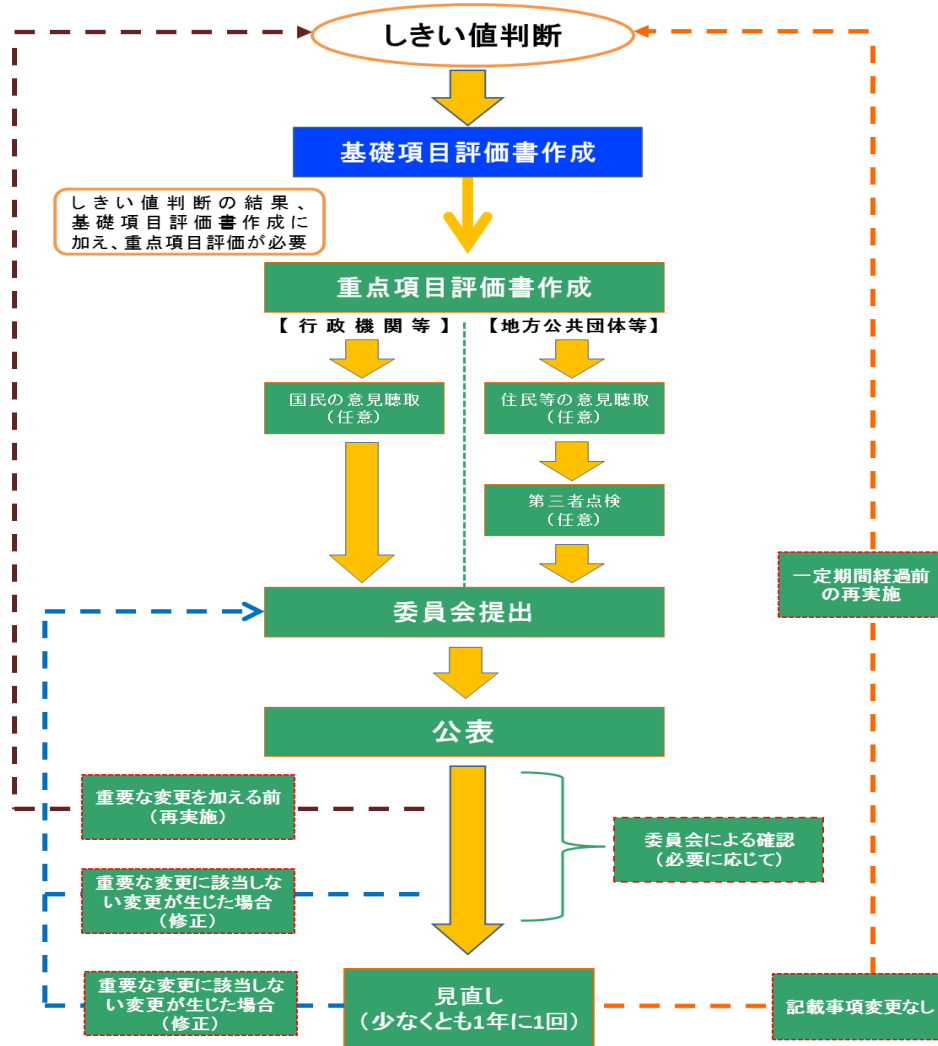 しきい値判断
基礎項目評価書作成
しきい値判断の結果、
基礎項目評価書作成に
加え、重点項目評価が必要
重点項目評価書作成
【行政機関等】
【地方公共団体等】
国民の意見聴取
(任意)
住民等の意見聴取
(任意)
第三者点検
(任意)
一定期間経過前
の再実施
委員会提出
公表
重要な変更を加える前
(再実施)
委員会による確認
(必要に応じて)
重要な変更に該当しな
い変更が生じた場合
(修正)
重要な変更に該当しな
い変更が生じた場合
(修正)
見直し
(少なくとも1年に1回)
記載事項変更なし